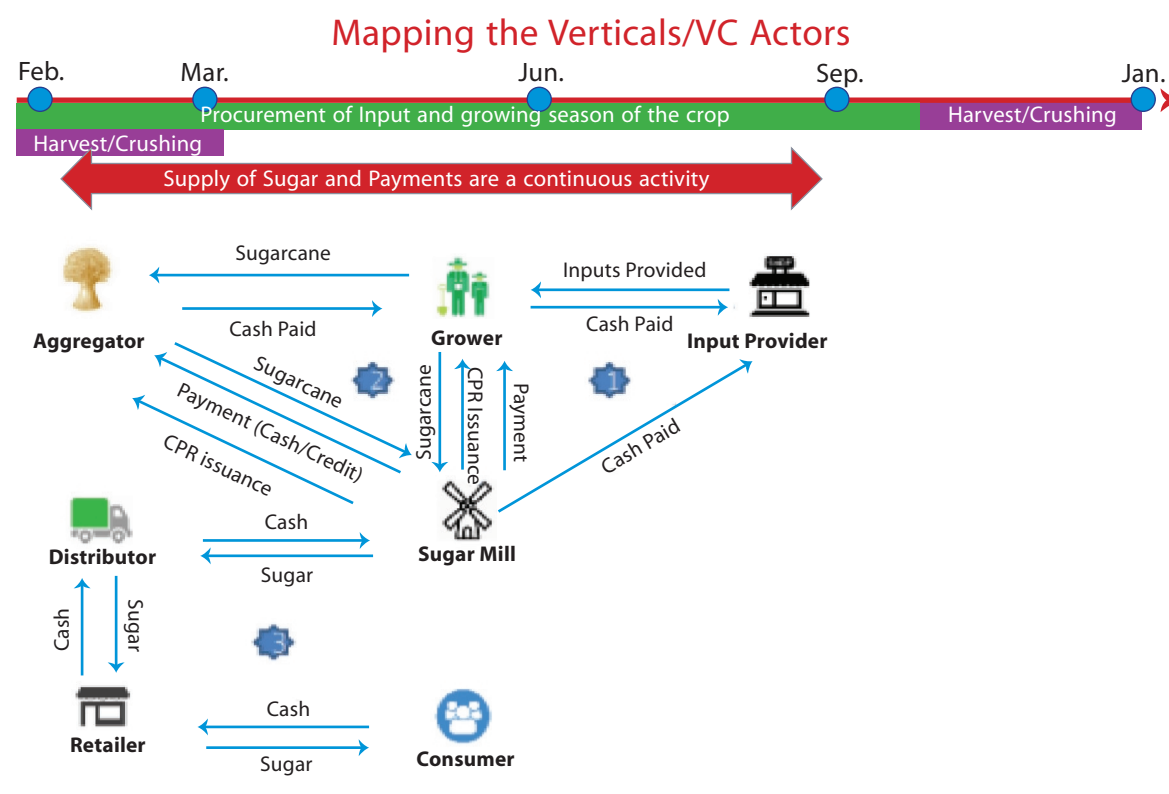 Mapping the Verticals/VC Actors
Feb.
Mar.
Jun.
Sep.
Jan.
Procurement of Input and growing season of the crop
Harvest/Crushing
Harvest/Crushing
Supply of Sugar and Payments are a continuous activity
Sugarcane
Inputs Provided
Cash Paid
Cash Paid
Aggregator
Grower
Input Provider
Sugarcane
Payment (Cash/Credit)
CPR issuance
2
Sugarcane
CPR Issuance
Payment
1
Cash Paid
Cash
Sugar
Distributor
Sugar Mill
Cash
Sugar
3
Cash
Sugar
Retailer
Consumer